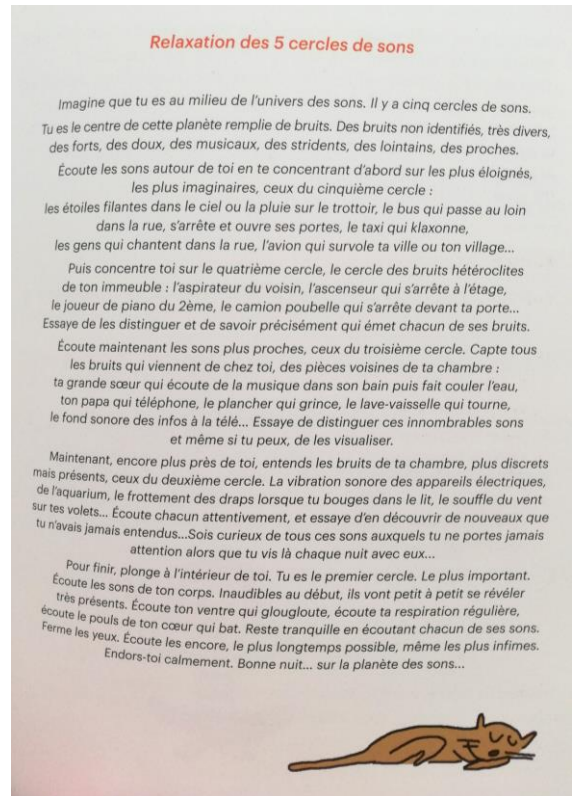 Relaxation des 5 cercles de sons
Imagine que tu es au milieu de l'univers des sons. Il y a cinq cercles de sons.
Tu es le centre de cette planète remplie de bruits. Des bruits non identifiés, très divers,
des forts, des doux, des musicaux, des stridents, des lointains, des proches.
Écoute les sons autour de toi en te concentrant d'abord sur les plus éloignés,
les plus imaginaires, ceux du cinquième cercle :
les étoiles filantes dans le ciel ou la pluie sur le trottoir, le bus qui passe au loin
dans la rue, s'arrête et ouvre ses portes, le taxi qui klaxonne,
les gens qui chantent dans la rue, l'avion qui survole ta ville ou ton village...
Puis concentre toi sur le quatrième cercle, le cercle des bruits hétéroclites
de ton immeuble : l'aspirateur du voisin, l'ascenseur qui s'arrête à l'étage,
le joueur de piano du 2ème, le camion poubelle qui s'arrête devant ta porte...
Essaye de les distinguer et de savoir précisément qui émet chacun de ses bruits.
Écoute maintenant les sons plus proches, ceux du troisième cercle. Capte tous
les bruits qui viennent de chez toi, des pièces voisines de ta chambre :
ta grande sœur qui écoute de la musique dans son bain puis fait couler l'eau,
ton papa qui téléphone, le plancher qui grince, le lave-vaisselle qui tourne,
le fond sonore des infos à la télé... Essaye de distinguer ces innombrables sons
et même si tu peux, de les visualiser.
Maintenant, encore plus près de toi, entends les bruits de ta chambre, plus discrets
mais présents, ceux du deuxième cercle. La vibration sonore des appareils électriques,
de l'aquarium, le frottement des draps lorsque tu bouges dans le lit, le souffle du vent
sur tes volets... Écoute chacun attentivement, et essaye d'en découvrir de nouveaux que
tu n'avais jamais entendus...Sois curieux de tous ces sons auxquels tu ne portes jamais
attention alors que tu vis là chaque nuit avec eux...
Pour finir, plonge à l'intérieur de toi. Tu es le premier cercle. Le plus important.
Écoute les sons de ton corps. Inaudibles au début, ils vont petit à petit se révéler
très présents. Écoute ton ventre qui glougloute, écoute ta respiration régulière,
écoute le pouls de ton cœur qui bat. Reste tranquille en écoutant chacun de ses sons.
Ferme les yeux. Écoute les encore, le plus longtemps possible, même les plus infimes.
Endors-toi calmement. Bonne nuit... sur la planète des sons...